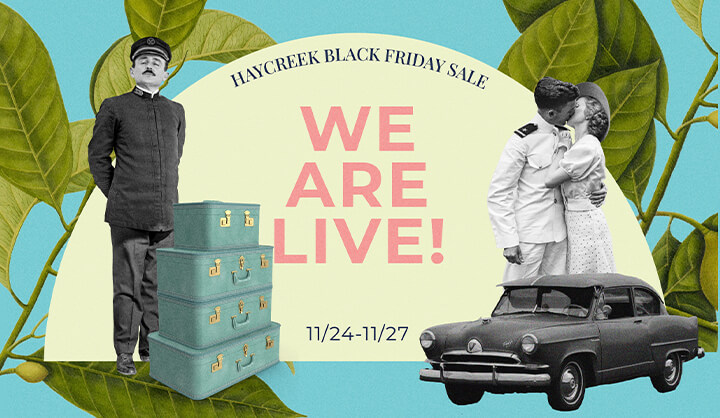 HAYCREEK BLACK FRIDAY SALE
WE
ARE
LIVE!
11/24-11/27